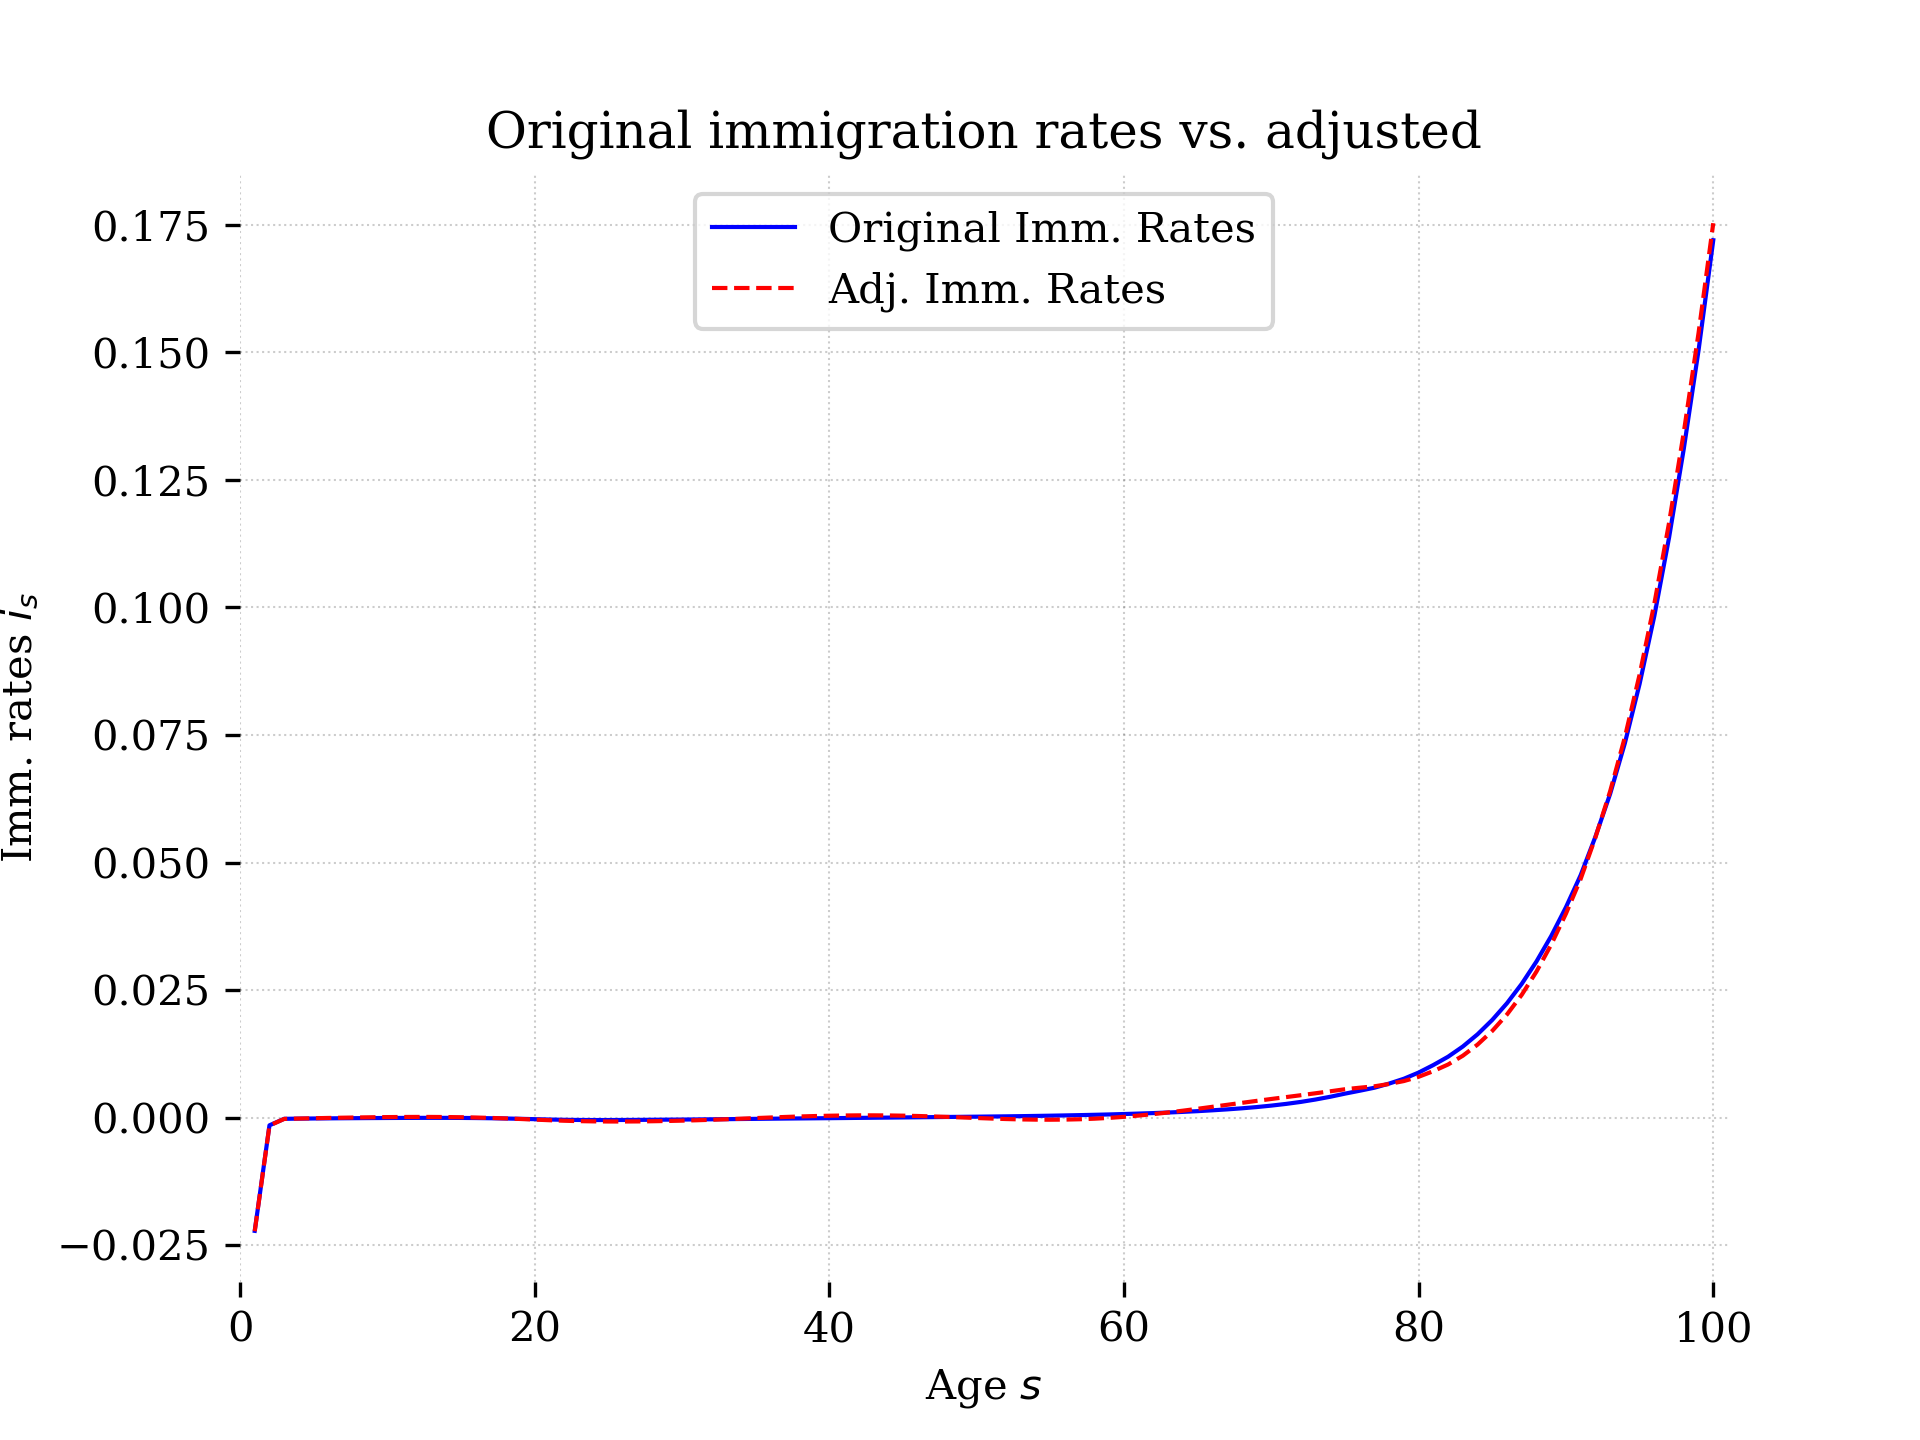 Original immigration rates vs. adjusted
Original Imm. Rates
Adj. Imm. Rates
0.175
0.150
0.125
0.100
0.075
0.050
0.025
0.000
−0.025
Imm. rates i_s
0 20 40 60 80 100
Age s